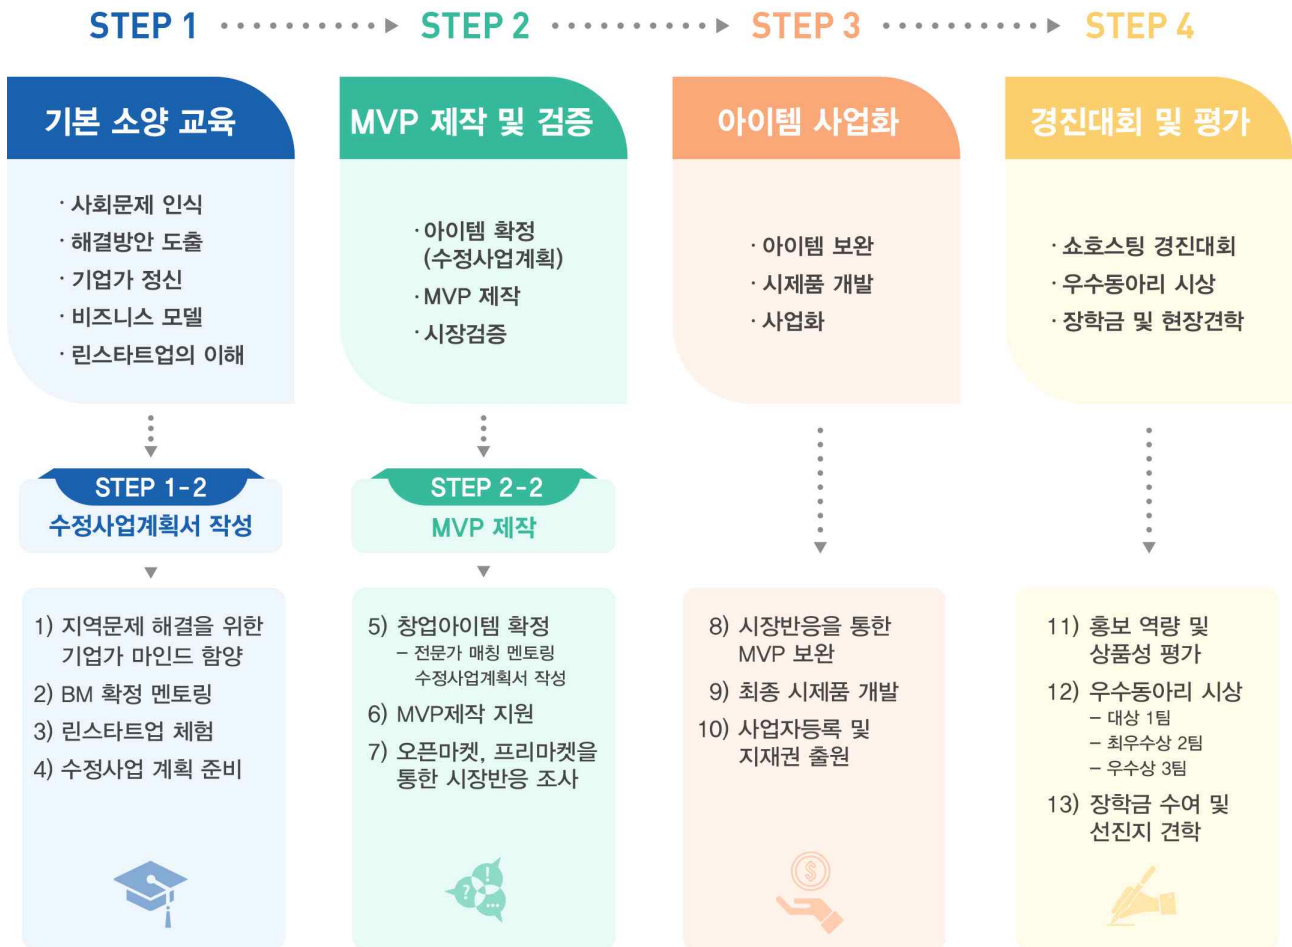 STEP 1
STEP 2
STEP 3
STEP 4
기본 소양 교육
· 사회문제 인식
· 해결방안 도출
· 기업가 정신
· 비즈니스 모델
· 린스타트업의 이해
STEP 1-2
수정사업계획서 작성
1) 지역문제 해결을 위한
기업가 마인드 함양
2) BM 확정 멘토링
3) 린스타트업 체험
4) 수정사업 계획 준비
MVP 제작 및 검증
· 아이템 확정
(수정사업계획)
· MVP 제작
· 시장검증
STEP 2-2
MVP 제작
5) 창업아이템 확정
– 전문가 매칭 멘토링
수정사업계획서 작성
6) MVP제작 지원
7) 오픈마켓, 프리마켓을
통한 시장반응 조사
? ! ...
아이템 사업화
· 아이템 보완
· 시제품 개발
· 사업화
8) 시장반응을 통한
MVP 보완
9) 최종 시제품 개발
10) 사업자등록 및
지재권 출원
$
경진대회 및 평가
· 쇼호스팅 경진대회
· 우수동아리 시상
· 장학금 및 현장견학
11) 홍보 역량 및
상품성 평가
12) 우수동아리 시상
– 대상 1팀
– 최우수상 2팀
– 우수상 3팀
13) 장학금 수여 및
선진지 견학